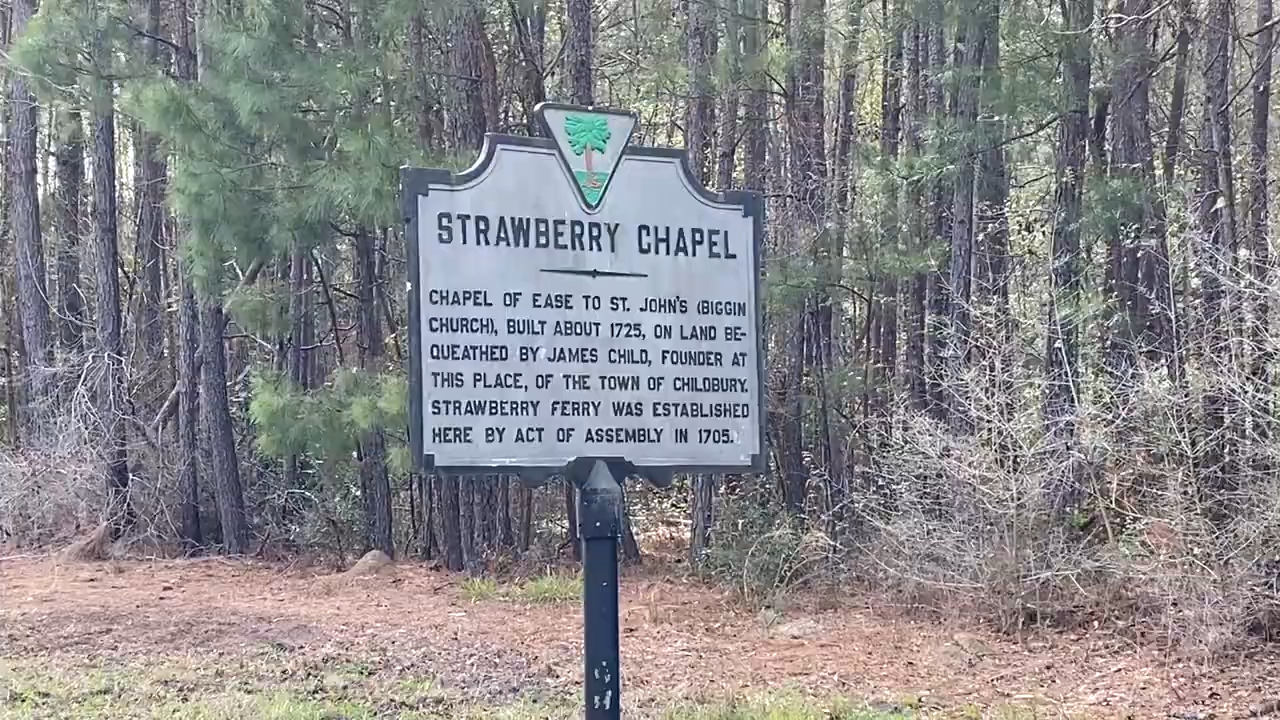 STRAWBERRY CHAPEL
CHAPEL OF EASE TO ST. JOHN'S (BIGGIN
CHURCH), BUILT ABOUT 1725, ON LAND BE-
QUEATHED BY JAMES CHILD, FOUNDER AT
THIS PLACE, OF THE TOWN OF CHILDBURY.
STRAWBERRY FERRY WAS ESTABLISHED
HERE BY ACT OF ASSEMBLY IN 1705.